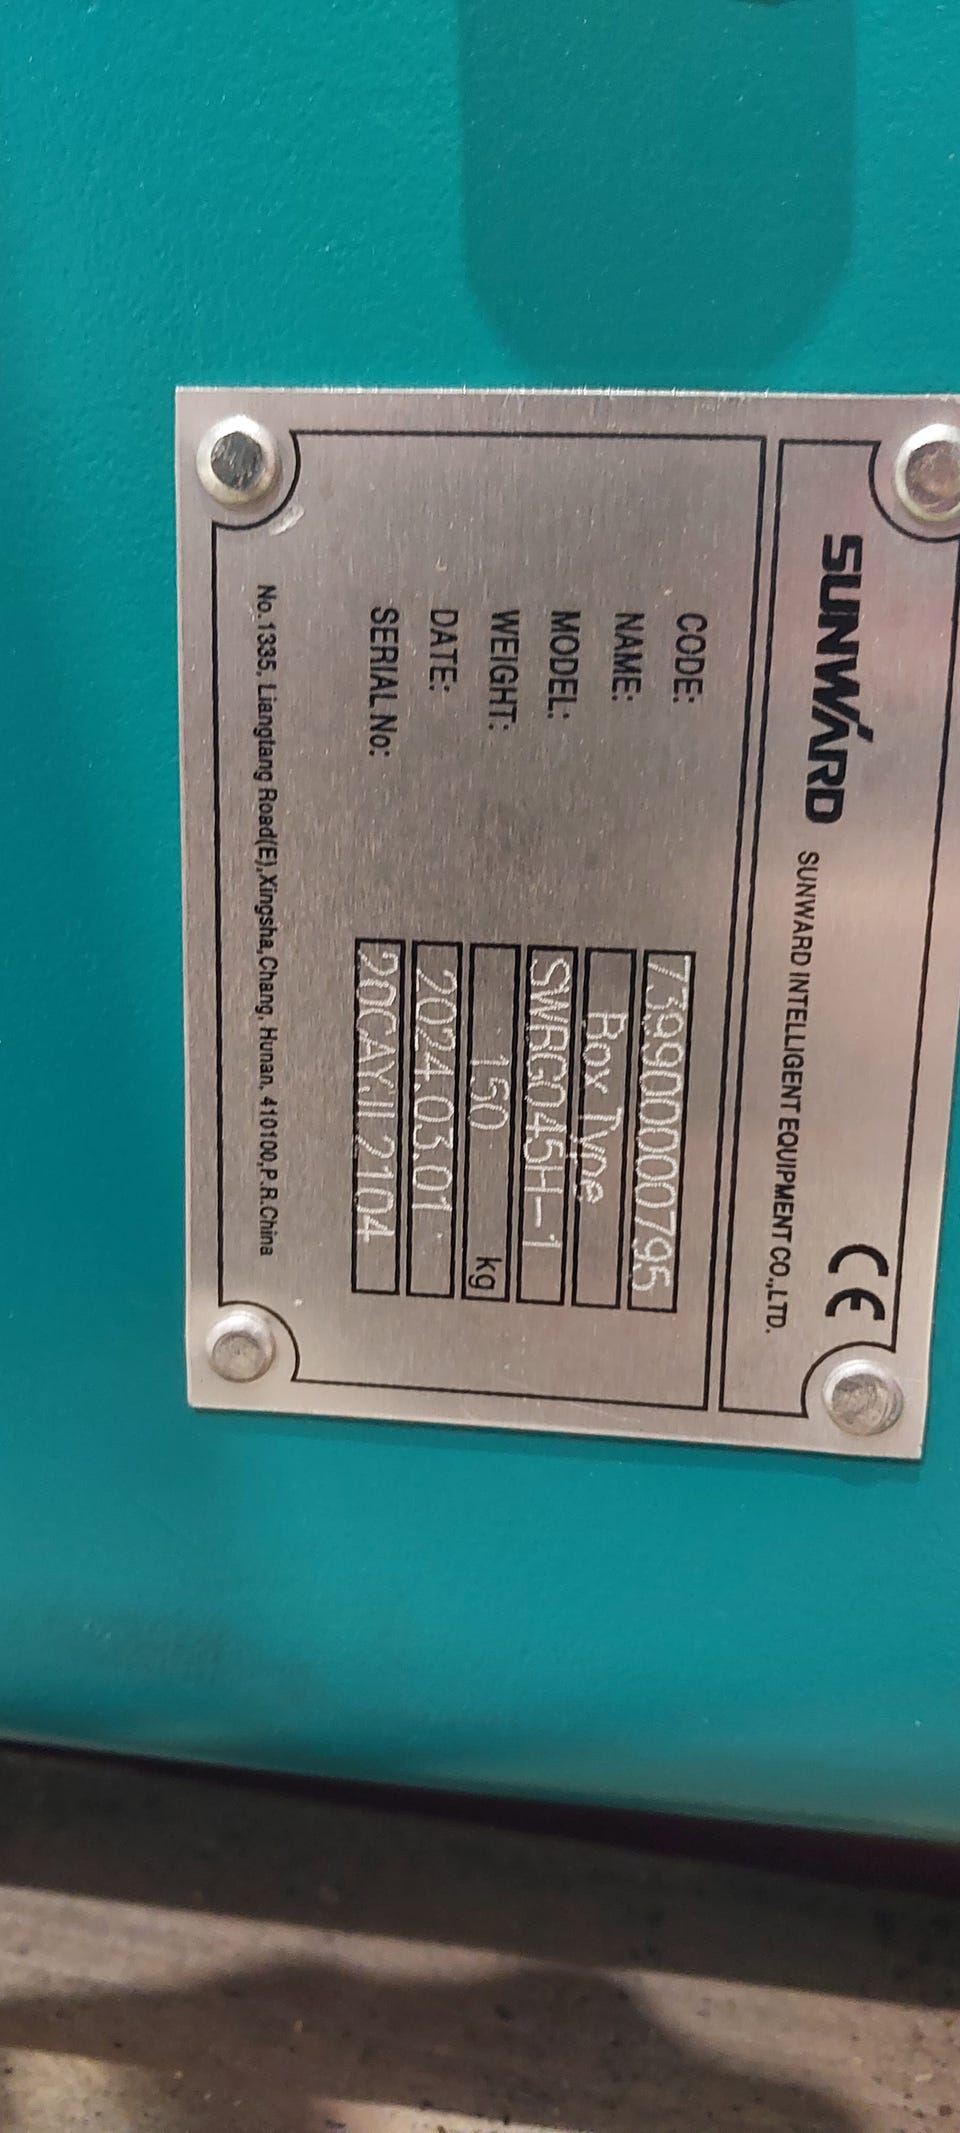 SUNWARD
CE
SUNWARD INTELLIGENT EQUIPMENT CO.,LTD.
CODE: 739900000795
NAME: Box Type
MODEL: SWRG045H-1
WEIGHT: 150 kg
DATE: 2024.03.01
SERIAL No: 20CAYJL2104
No.1335, Liangtang Road(E),Xingsha, Chang, Hunan, 410100,P.R.China